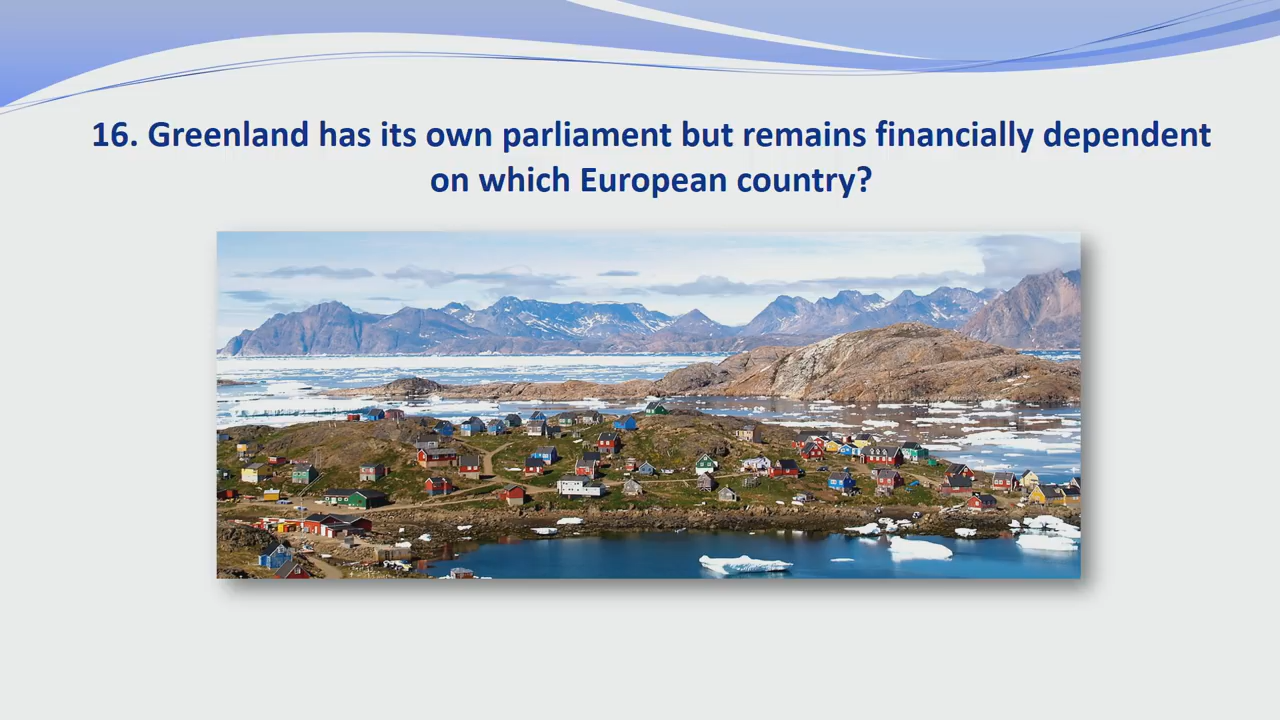 16. Greenland has its own parliament but remains financially dependent
on which European country?